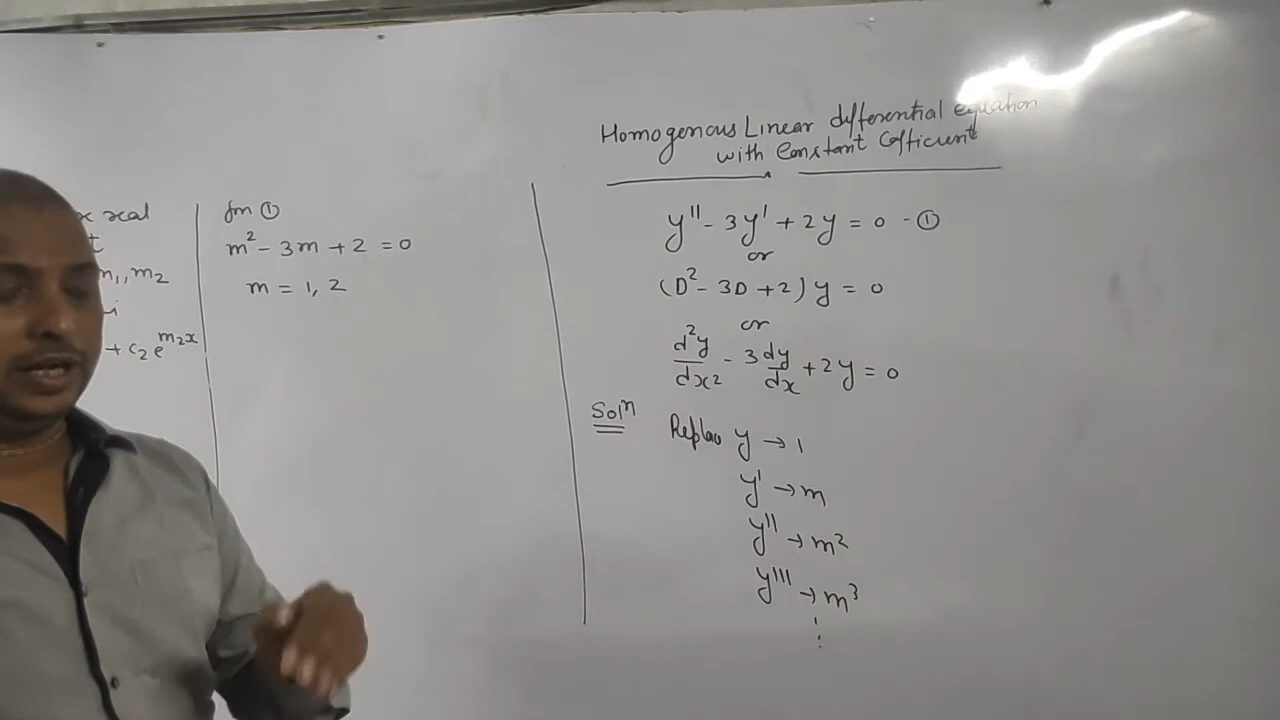 real
m₁, m₂
+ c₂e^m₂x
fm ①
m² - 3m + 2 = 0
m = 1, 2
Homogenous Linear differential equation
with Constant Cofficient
y'' - 3y' + 2y = 0 - ①
or
(D² - 3D + 2) y = 0
or
d²y/dx² - 3 dy/dx + 2y = 0
Solⁿ
Replac y → 1
y' → m
y'' → m²
y''' → m³
⋮